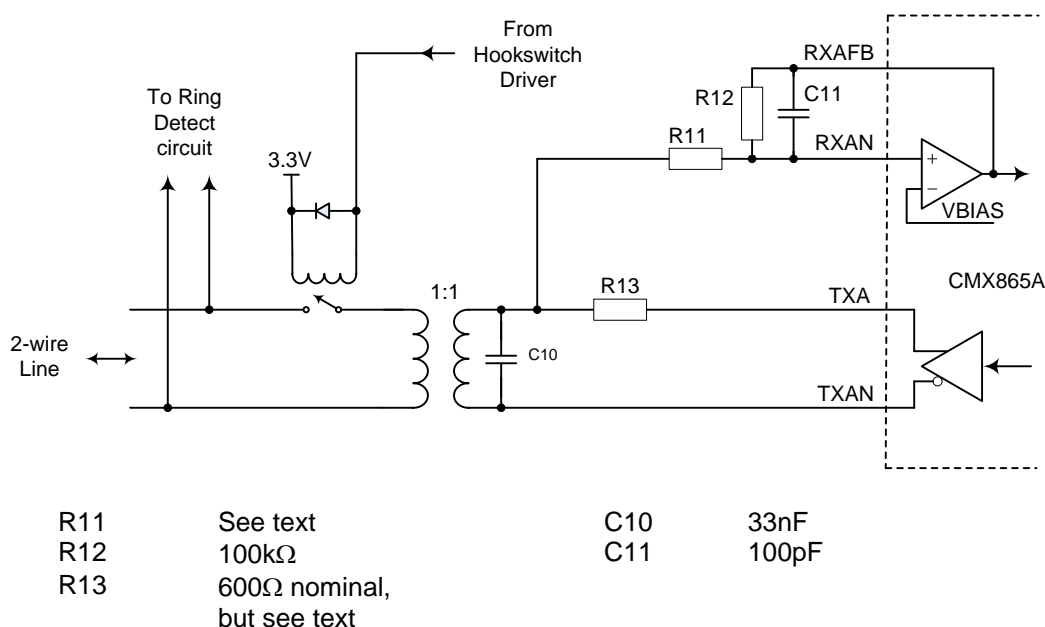 From
Hookswitch
Driver
To Ring
Detect
circuit
3.3V
RXAFB
R12
C11
R11
RXAN
+
−
VBIAS
CMX865A
1:1
R13
TXA
C10
2-wire
Line
TXAN
R11 See text C10 33nF
R12 100kΩ C11 100pF
R13 600Ω nominal,
but see text